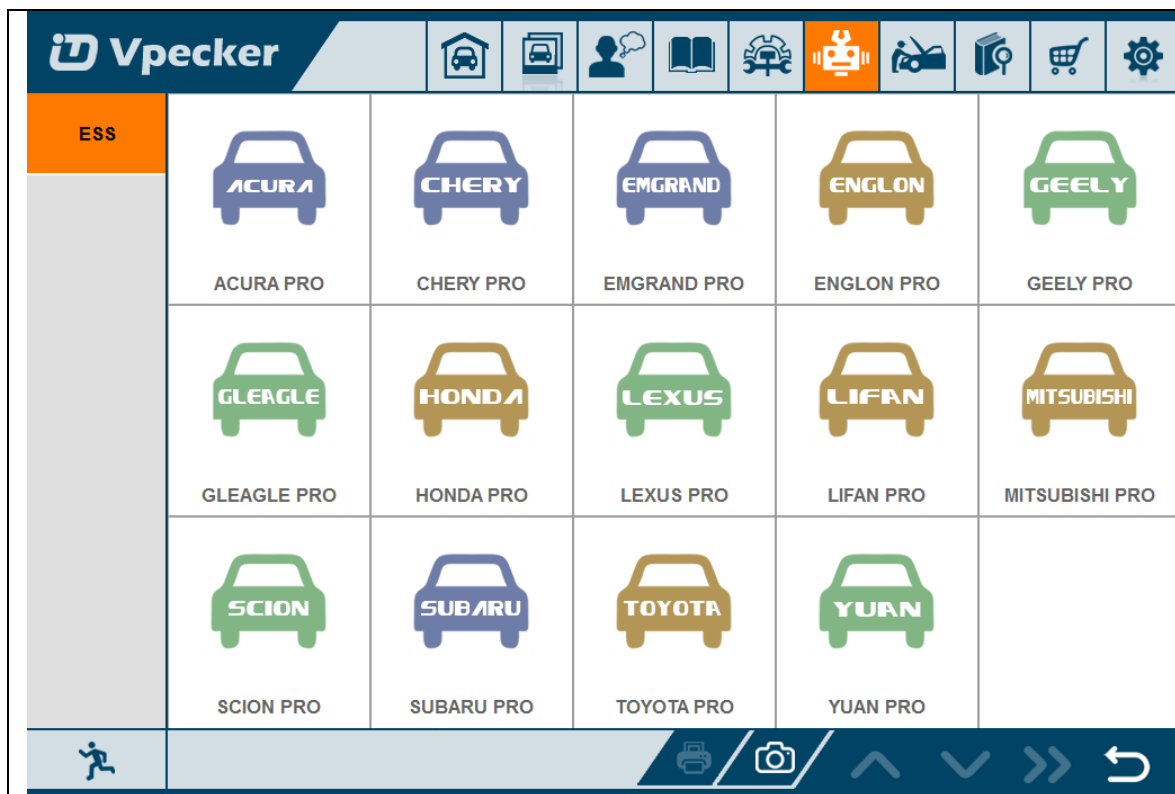 Vpecker
ESS
ACURA CHERY EMGRAND ENGLON GEELY
ACURA PRO CHERY PRO EMGRAND PRO ENGLON PRO GEELY PRO
GLEAGLE HONDA LEXUS LIFAN MITSUBISHI
GLEAGLE PRO HONDA PRO LEXUS PRO LIFAN PRO MITSUBISHI PRO
SCION SUBARU TOYOTA YUAN
SCION PRO SUBARU PRO TOYOTA PRO YUAN PRO